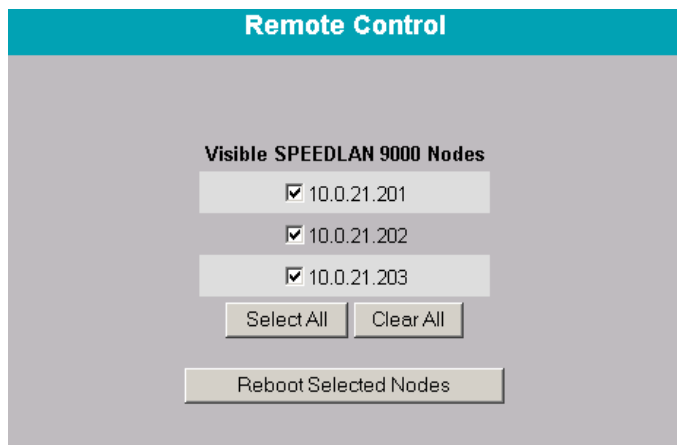 Remote Control
Visible SPEEDLAN 9000 Nodes
10.0.21.201
10.0.21.202
10.0.21.203
Select All Clear All
Reboot Selected Nodes